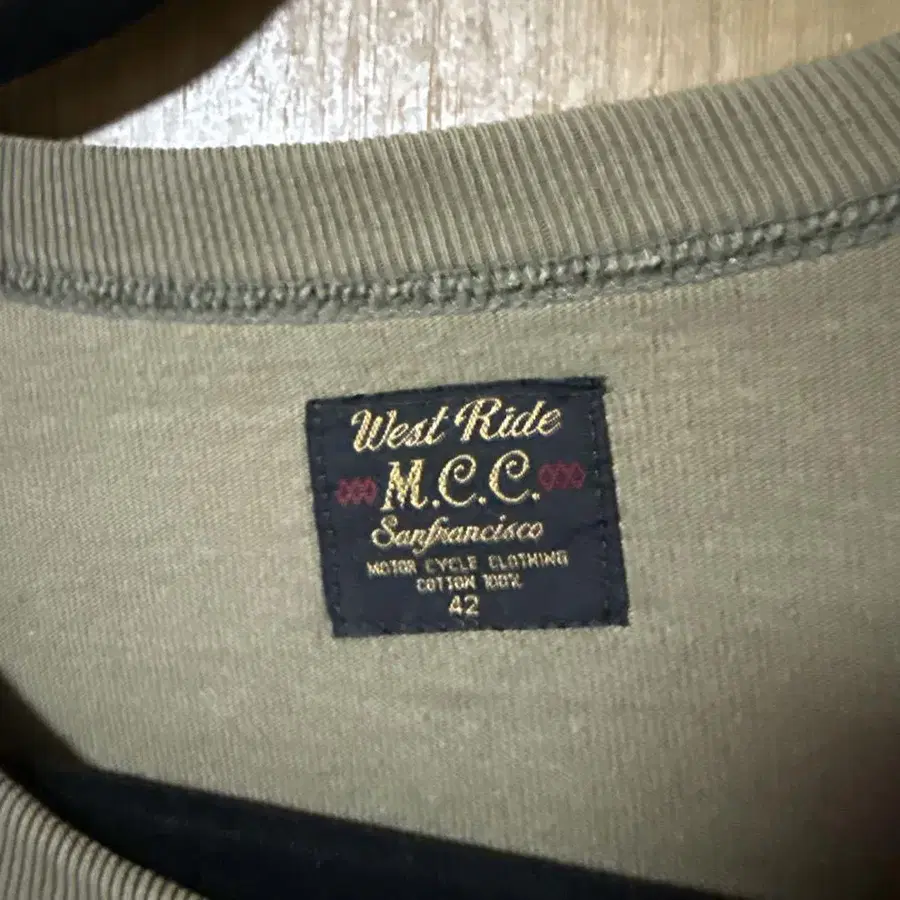 West Ride
M.C.C.
Sanfrancisco
MOTOR CYCLE CLOTHING
COTTON 100%
42